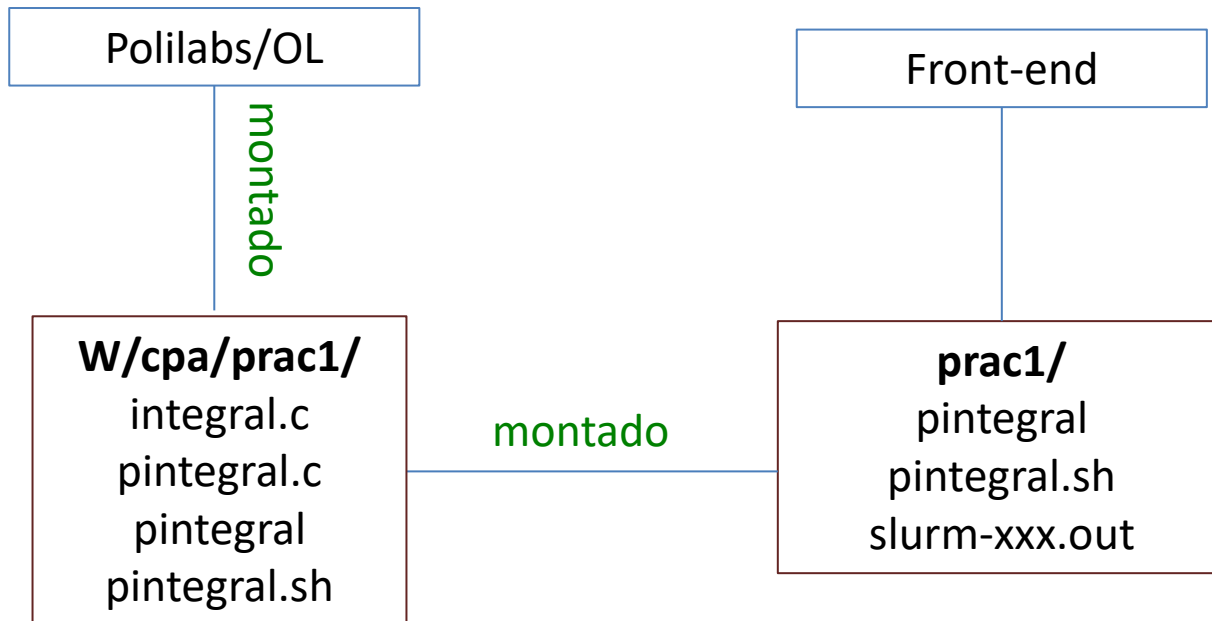 Polilabs/OL
Front-end
montado
W/cpa/prac1/
integral.c
pintegral.c
pintegral
pintegral.sh
montado
prac1/
pintegral
pintegral.sh
slurm-xxx.out